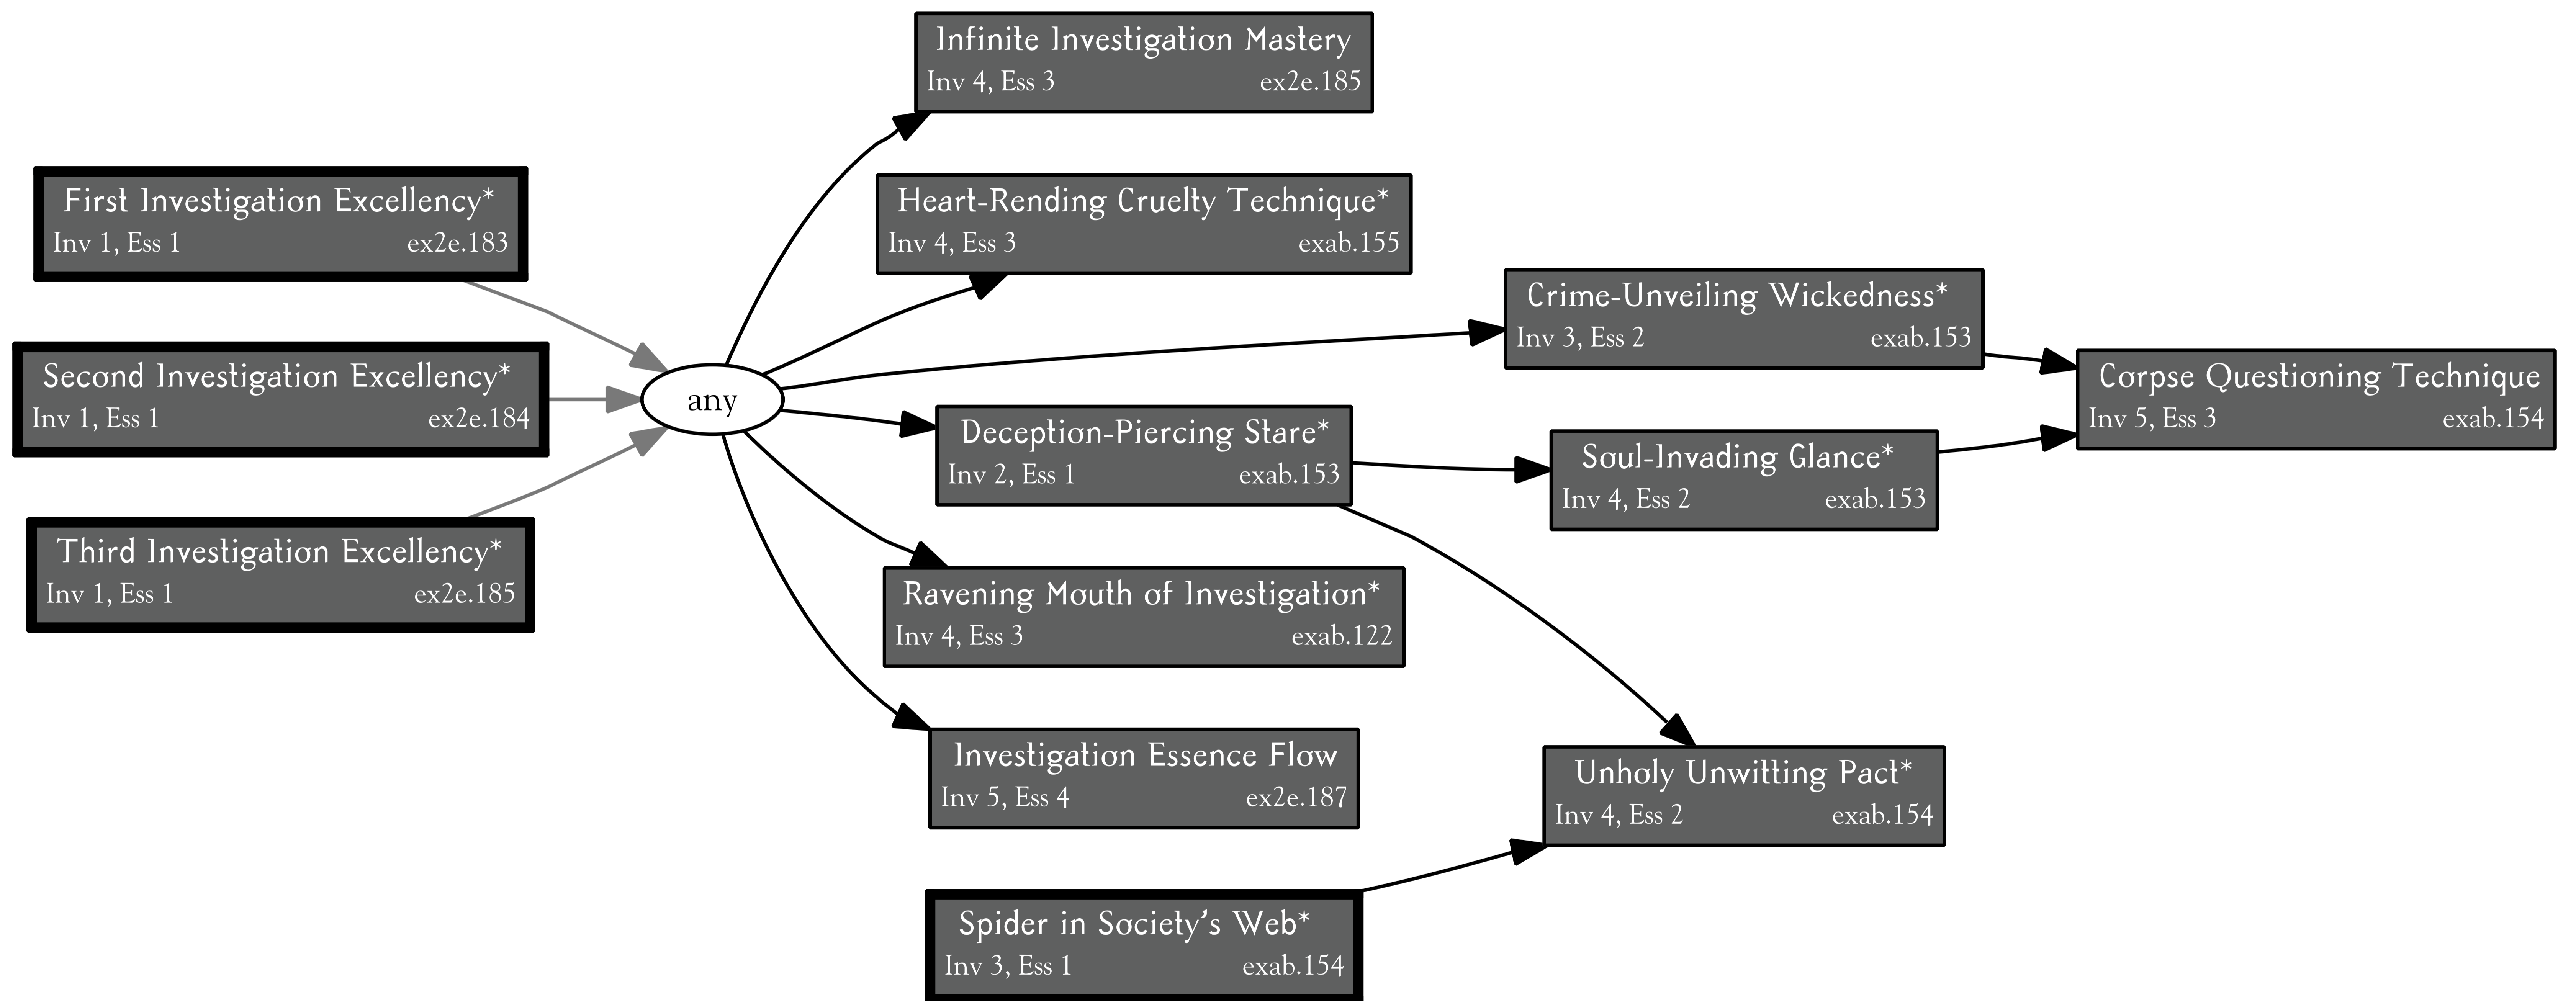 Infinite Investigation Mastery
Inv 4, Ess 3 ex2e.185
First Investigation Excellency*
Inv 1, Ess 1 ex2e.183
Heart-Rending Cruelty Technique*
Inv 4, Ess 3 exab.155
Crime-Unveiling Wickedness*
Inv 3, Ess 2 exab.153
Second Investigation Excellency*
Inv 1, Ess 1 ex2e.184
any
Corpse Questioning Technique
Inv 5, Ess 3 exab.154
Deception-Piercing Stare*
Inv 2, Ess 1 exab.153
Soul-Invading Glance*
Inv 4, Ess 2 exab.153
Third Investigation Excellency*
Inv 1, Ess 1 ex2e.185
Ravening Mouth of Investigation*
Inv 4, Ess 3 exab.122
Investigation Essence Flow
Inv 5, Ess 4 ex2e.187
Unholy Unwitting Pact*
Inv 4, Ess 2 exab.154
Spider in Society's Web*
Inv 3, Ess 1 exab.154